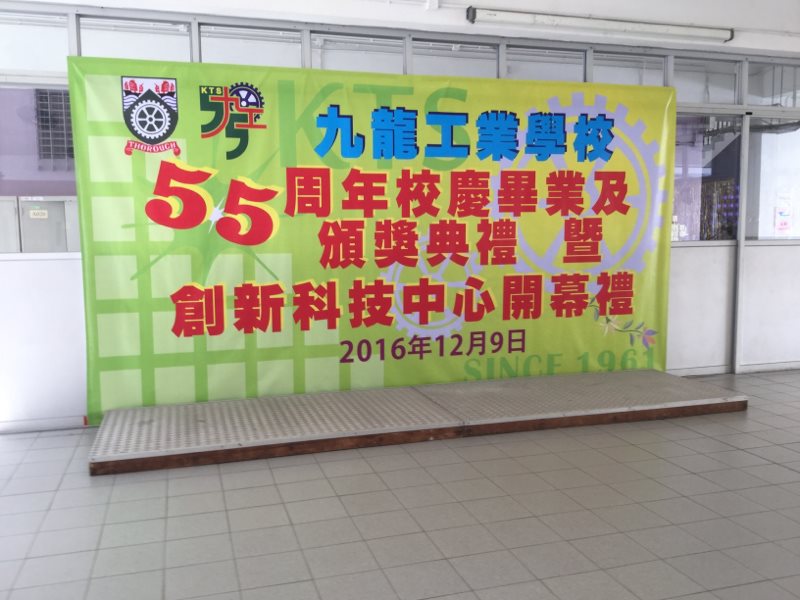 THOROUGH
KTS
KTS
九龍工業學校
55周年校慶畢業及
頒獎典禮 暨
創新科技中心開幕禮
2016年12月9日
SINCE 1961